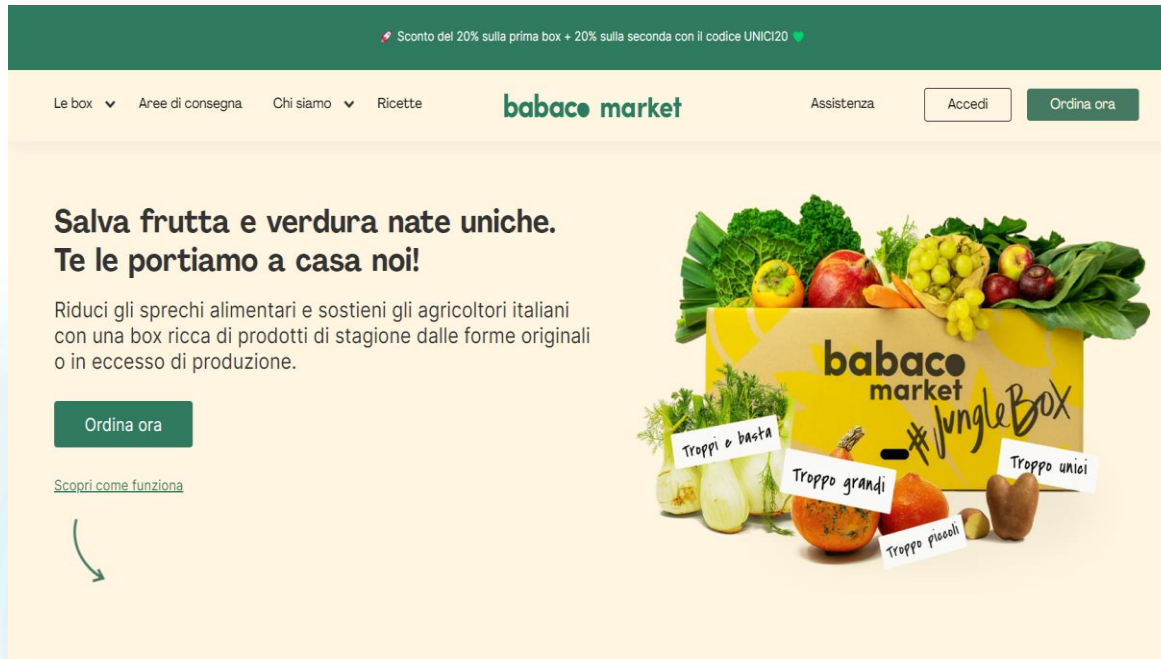 🚀 Sconto del 20% sulla prima box + 20% sulla seconda con il codice UNICI20 💚
Le box Aree di consegna Chi siamo Ricette babaco market Assistenza Accedi Ordina ora
Salva frutta e verdura nate uniche.
Te le portiamo a casa noi!
Riduci gli sprechi alimentari e sostieni gli agricoltori italiani
con una box ricca di prodotti di stagione dalle forme originali
o in eccesso di produzione.
Ordina ora
Scopri come funziona
babaco
market
#JungleBox
Troppi e basta
Troppo grandi
Troppo unici
Troppo piccoli